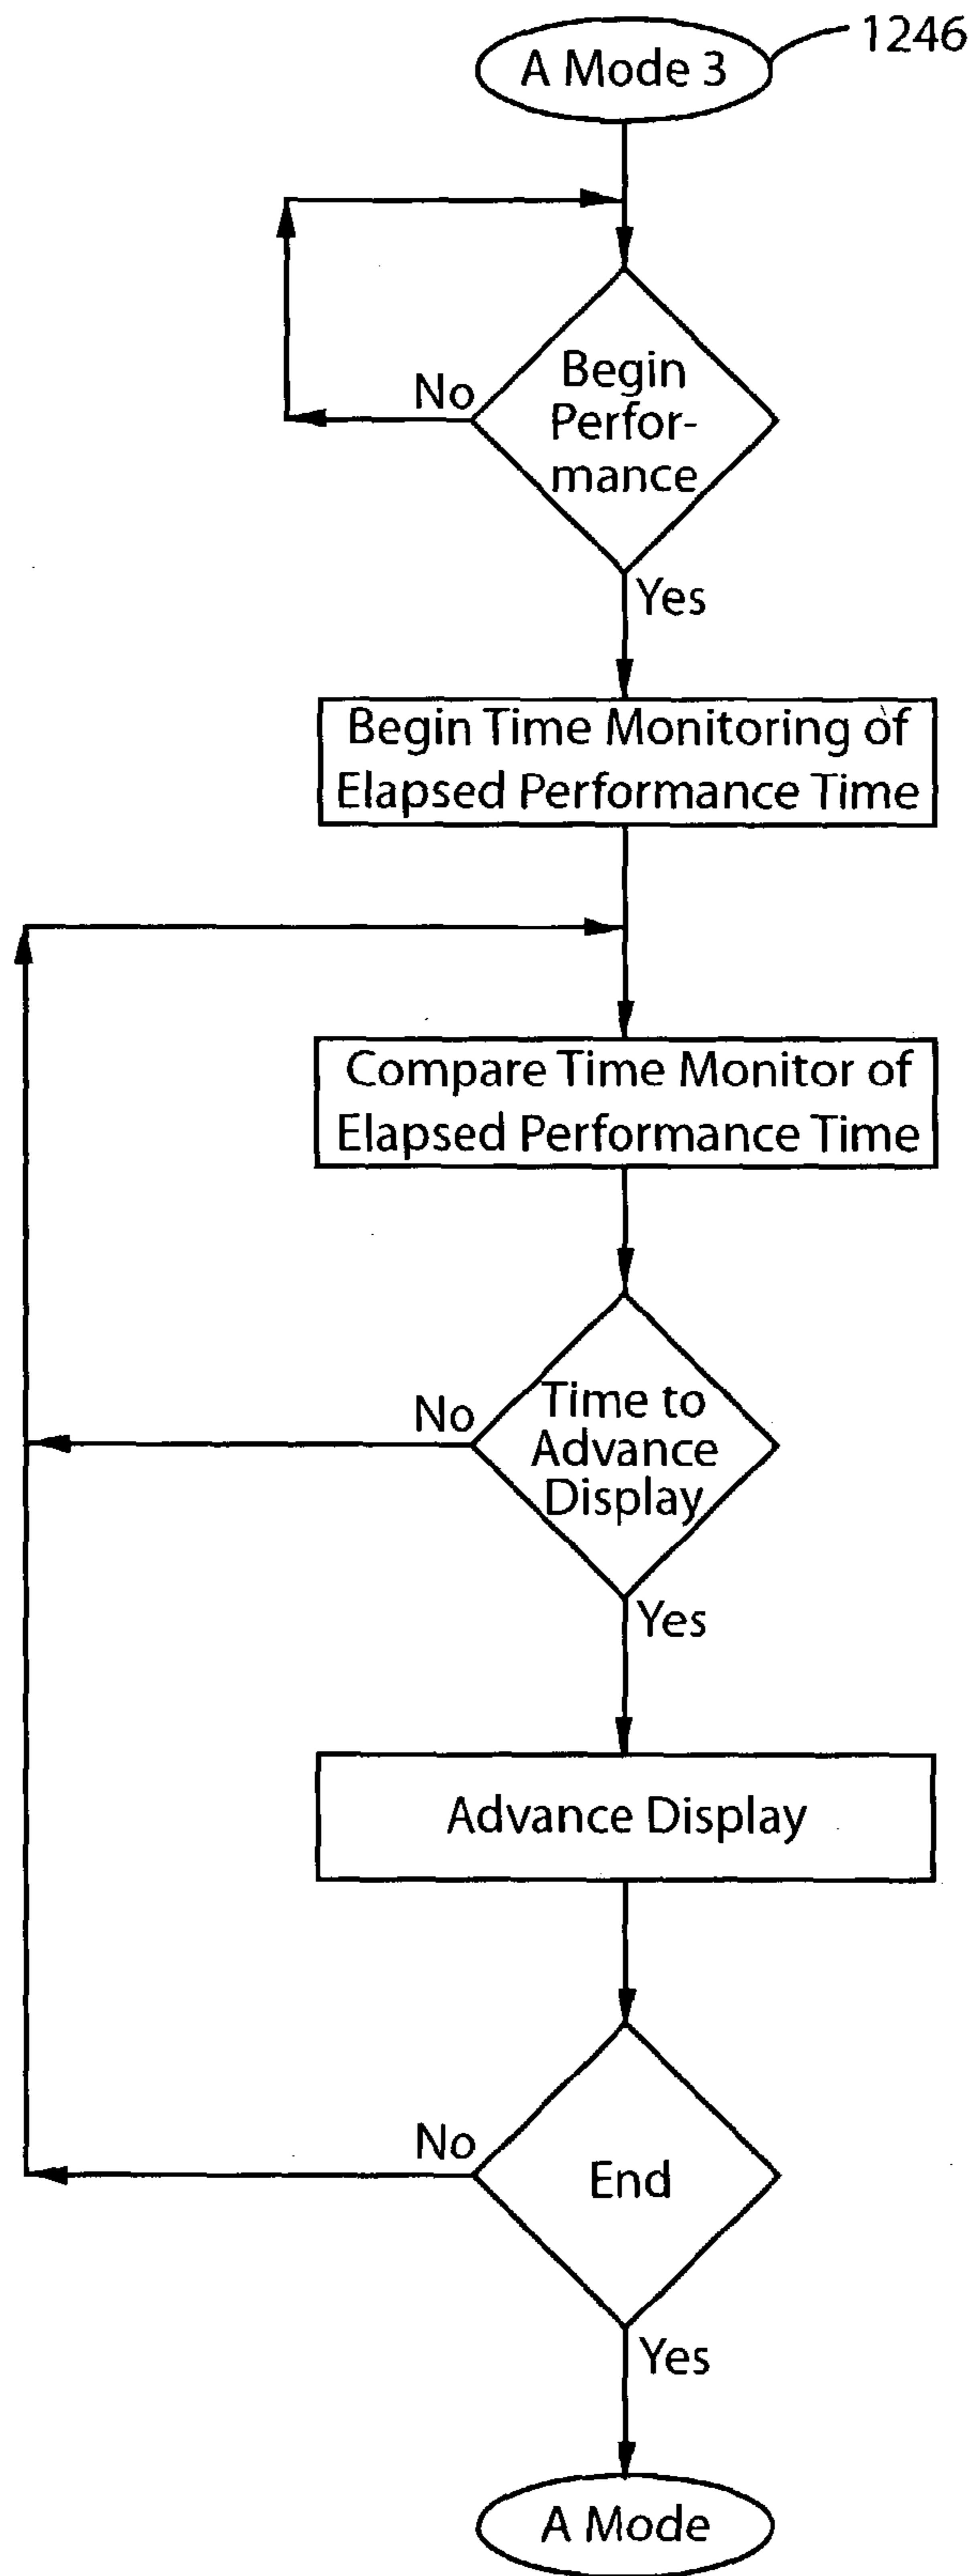 1246
A Mode 3
Begin
Perfor-
mance
No
Yes
Begin Time Monitoring of
Elapsed Performance Time
Compare Time Monitor of
Elapsed Performance Time
Time to
Advance
Display
No
Yes
Advance Display
End
No
Yes
A Mode